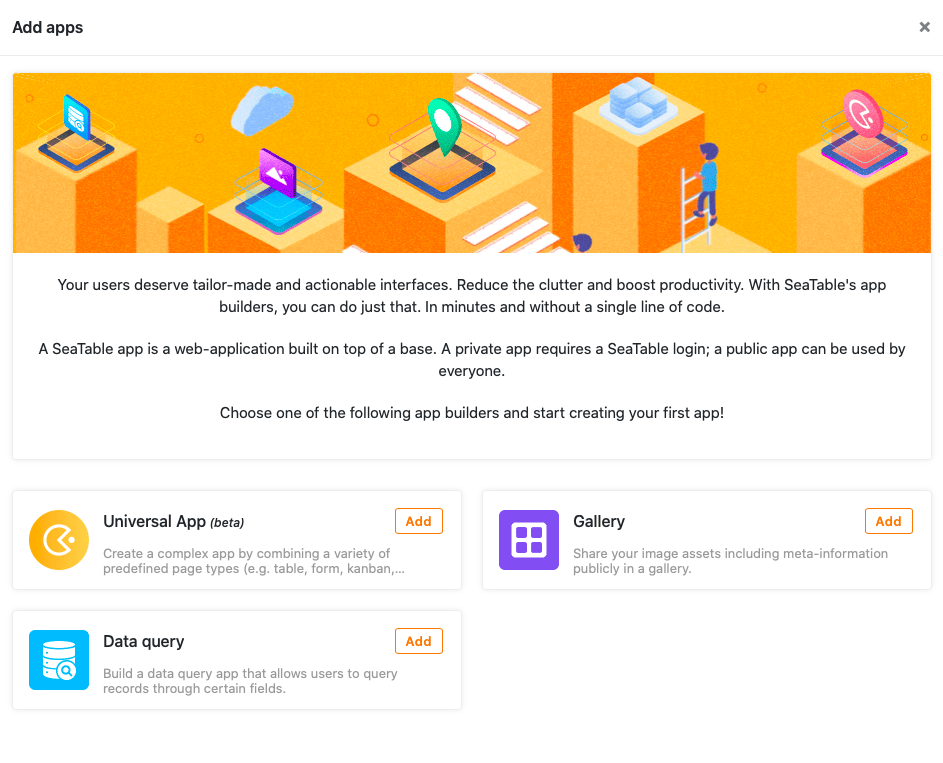 Add apps
Your users deserve tailor-made and actionable interfaces. Reduce the clutter and boost productivity. With SeaTable's app
builders, you can do just that. In minutes and without a single line of code.
A SeaTable app is a web-application built on top of a base. A private app requires a SeaTable login; a public app can be used by
everyone.
Choose one of the following app builders and start creating your first app!
Universal App (beta)
Add
Create a complex app by combining a variety of
predefined page types (e.g. table, form, kanban,...
Gallery
Add
Share your image assets including meta-information
publicly in a gallery.
Data query
Add
Build a data query app that allows users to query
records through certain fields.